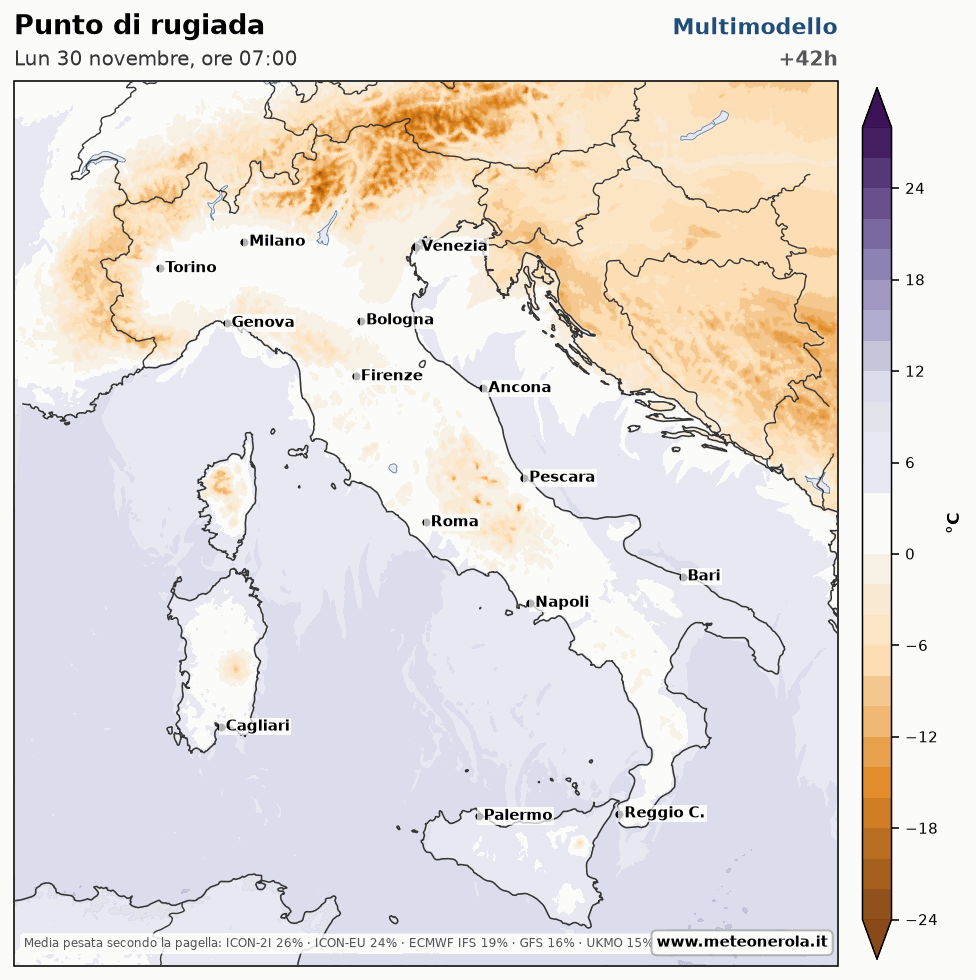 Punto di rugiada
Multimodello
Lun 30 novembre, ore 07:00
+42h
Milano
Venezia
Torino
Genova
Bologna
Firenze
Ancona
Pescara
Roma
Bari
Napoli
Cagliari
Palermo
Reggio C.
24
18
12
6
0
−6
−12
−18
−24
°C
Media pesata secondo la pagella: ICON-2I 26% · ICON-EU 24% · ECMWF IFS 19% · GFS 16% · UKMO 15%
www.meteonerola.it